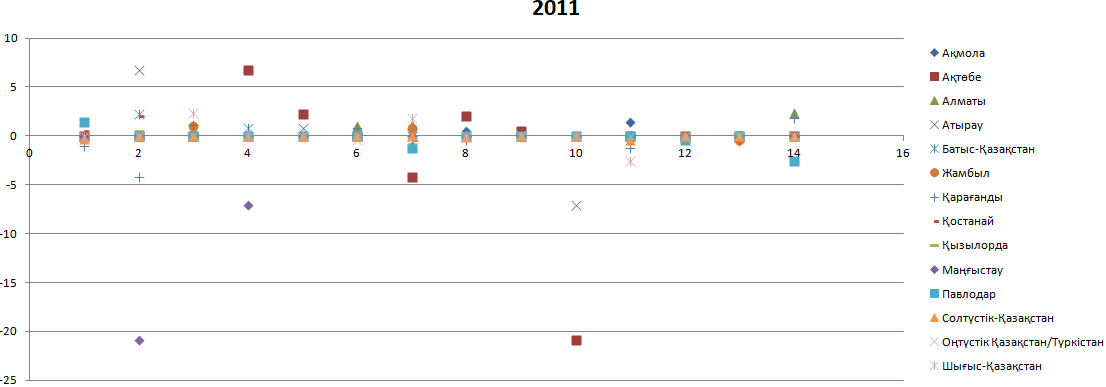 2011
10
5
0
-5
-10
-15
-20
-25
0 2 4 6 8 10 12 14 16
Ақмола
Ақтөбе
Алматы
Атырау
Батыс-Қазақстан
Жамбыл
Қарағанды
Қостанай
Қызылорда
Маңғыстау
Павлодар
Солтүстік-Қазақстан
Оңтүстік Қазақстан/Түркістан
Шығыс-Қазақстан